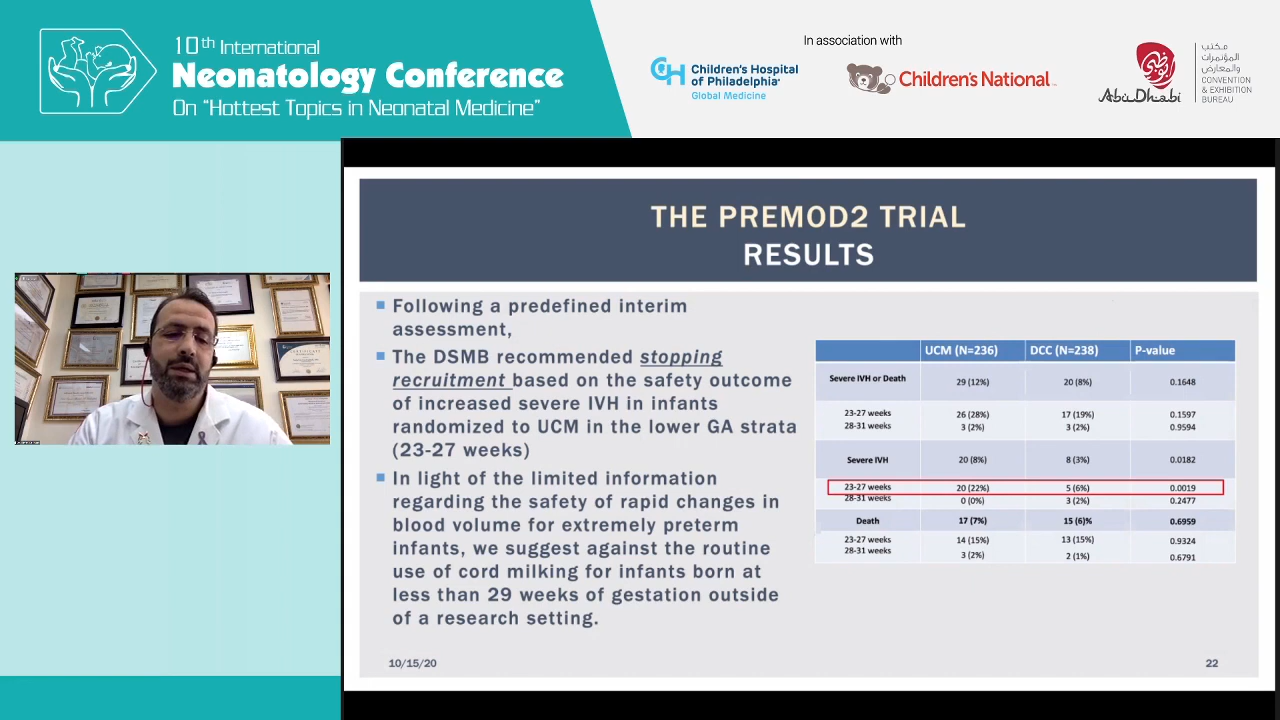 10th International
Neonatology Conference
On "Hottest Topics in Neonatal Medicine"
In association with
Children's Hospital
of Philadelphia
Global Medicine
Children's National
أبوظبي
Abu Dhabi
مكتب
المؤتمرات
والمعارض
CONVENTION
& EXHIBITION
BUREAU
THE PREMOD2 TRIAL
RESULTS
Following a predefined interim
assessment,
The DSMB recommended stopping
recruitment based on the safety outcome
of increased severe IVH in infants
randomized to UCM in the lower GA strata
(23-27 weeks)
In light of the limited information
regarding the safety of rapid changes in
blood volume for extremely preterm
infants, we suggest against the routine
use of cord milking for infants born at
less than 29 weeks of gestation outside
of a research setting.
UCM (N=236) DCC (N=238) P-value
Severe IVH or Death 29 (12%) 20 (8%) 0.1648
23-27 weeks 26 (28%) 17 (19%) 0.1597
28-31 weeks 3 (2%) 3 (2%) 0.9594
Severe IVH 20 (8%) 8 (3%) 0.0182
23-27 weeks 20 (22%) 5 (6%) 0.0019
28-31 weeks 0 (0%) 3 (2%) 0.2477
Death 17 (7%) 15 (6)% 0.6959
23-27 weeks 14 (15%) 13 (15%) 0.9324
28-31 weeks 3 (2%) 2 (1%) 0.6791
10/15/20
22